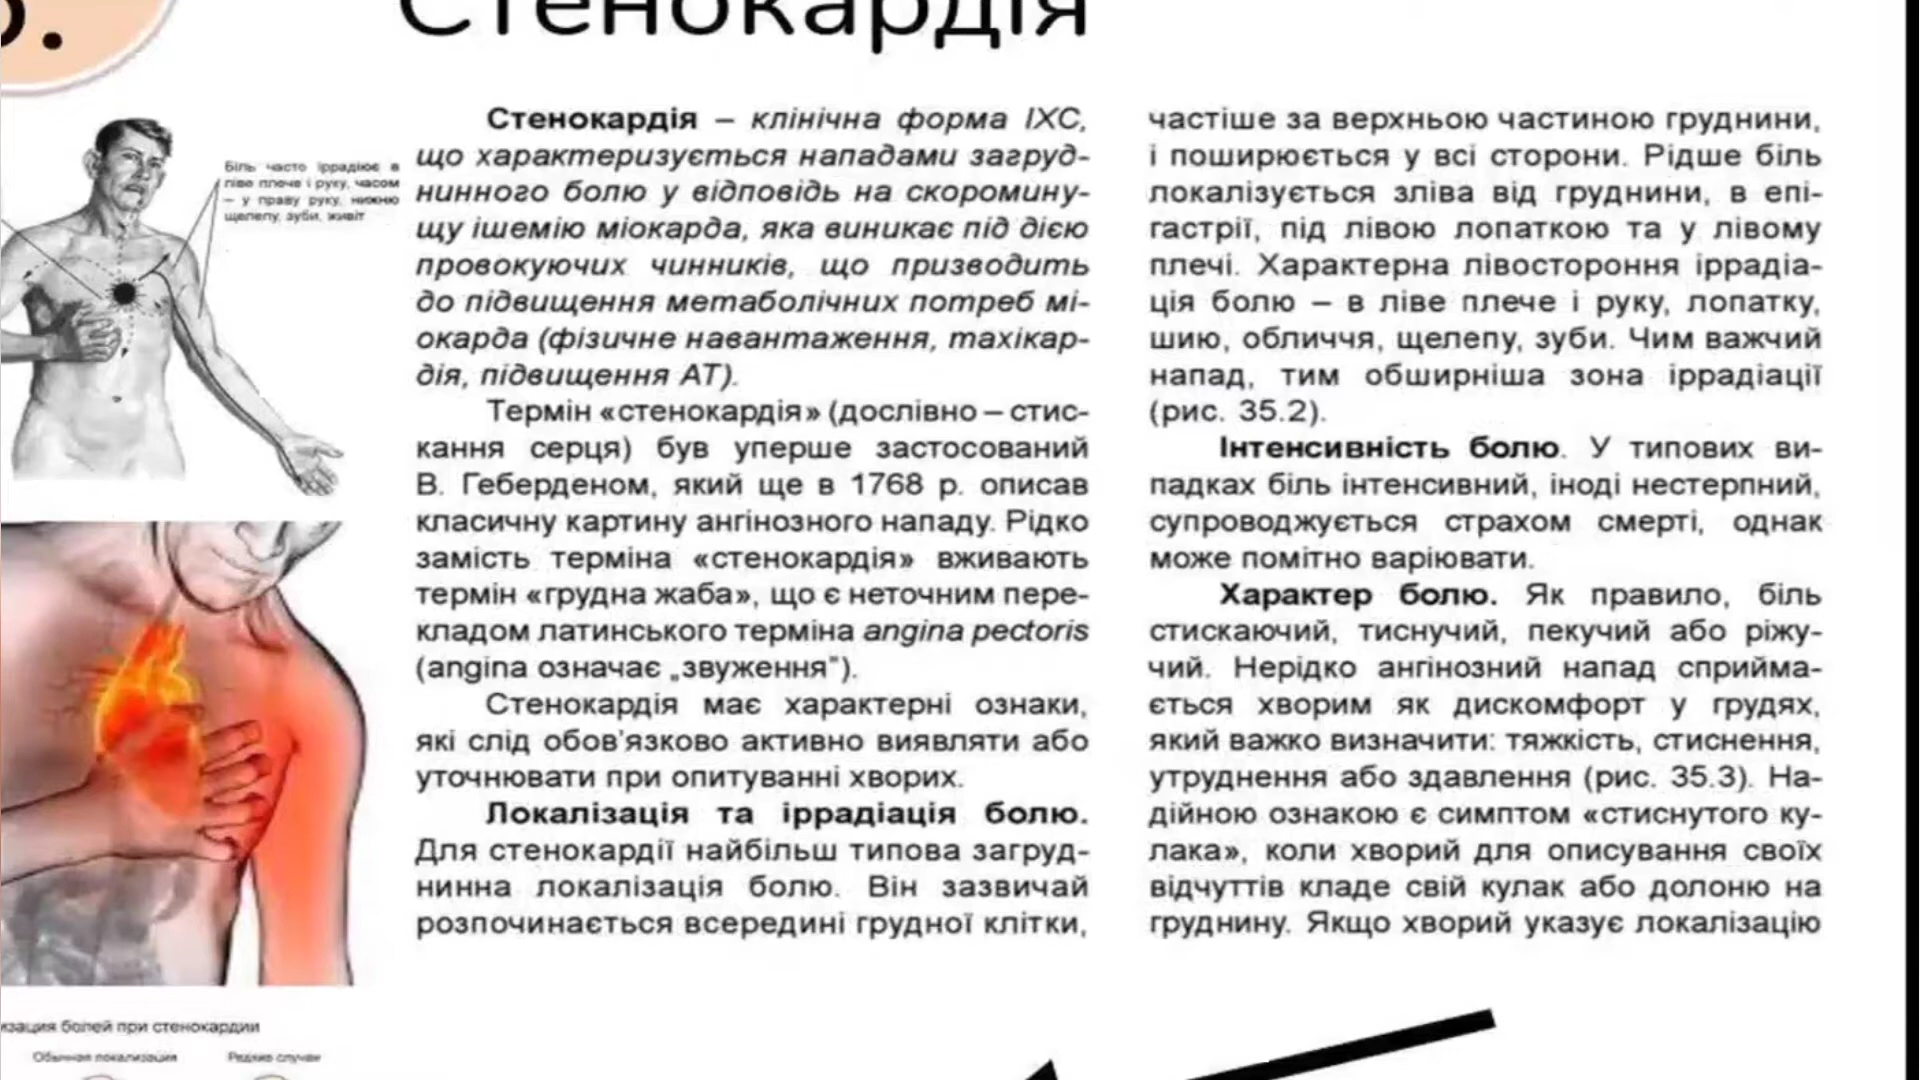 Стенокардія
Біль часто іррадіює в
ліве плече і руку, часом
– у праву руку, нижню
щелепу, зуби, живіт
Стенокардія – клінічна форма ІХС,
що характеризується нападами загруд-
нинного болю у відповідь на скоромину-
щу ішемію міокарда, яка виникає під дією
провокуючих чинників, що призводить
до підвищення метаболічних потреб мі-
окарда (фізичне навантаження, тахікар-
дія, підвищення АТ).
Термін «стенокардія» (дослівно – стис-
кання серця) був уперше застосований
В. Геберденом, який ще в 1768 р. описав
класичну картину ангінозного нападу. Рідко
замість терміна «стенокардія» вживають
термін «грудна жаба», що є неточним пере-
кладом латинського терміна angina pectoris
(angina означає „звуження").
Стенокардія має характерні ознаки,
які слід обов'язково активно виявляти або
уточнювати при опитуванні хворих.
Локалізація та іррадіація болю.
Для стенокардії найбільш типова загруд-
нинна локалізація болю. Він зазвичай
розпочинається всередині грудної клітки,
частіше за верхньою частиною груднини,
і поширюється у всі сторони. Рідше біль
локалізується зліва від груднини, в епі-
гастрії, під лівою лопаткою та у лівому
плечі. Характерна лівостороння іррадіа-
ція болю – в ліве плече і руку, лопатку,
шию, обличчя, щелепу, зуби. Чим важчий
напад, тим обширніша зона іррадіації
(рис. 35.2).
Інтенсивність болю. У типових ви-
падках біль інтенсивний, іноді нестерпний,
супроводжується страхом смерті, однак
може помітно варіювати.
Характер болю. Як правило, біль
стискаючий, тиснучий, пекучий або ріжу-
чий. Нерідко ангінозний напад сприйма-
ється хворим як дискомфорт у грудях,
який важко визначити: тяжкість, стиснення,
утруднення або здавлення (рис. 35.3). На-
дійною ознакою є симптом «стиснутого ку-
лака», коли хворий для описування своїх
відчуттів кладе свій кулак або долоню на
груднину. Якщо хворий указує локалізацію
изация болей при стенокардии
Обычная локализация
Редкие случаи